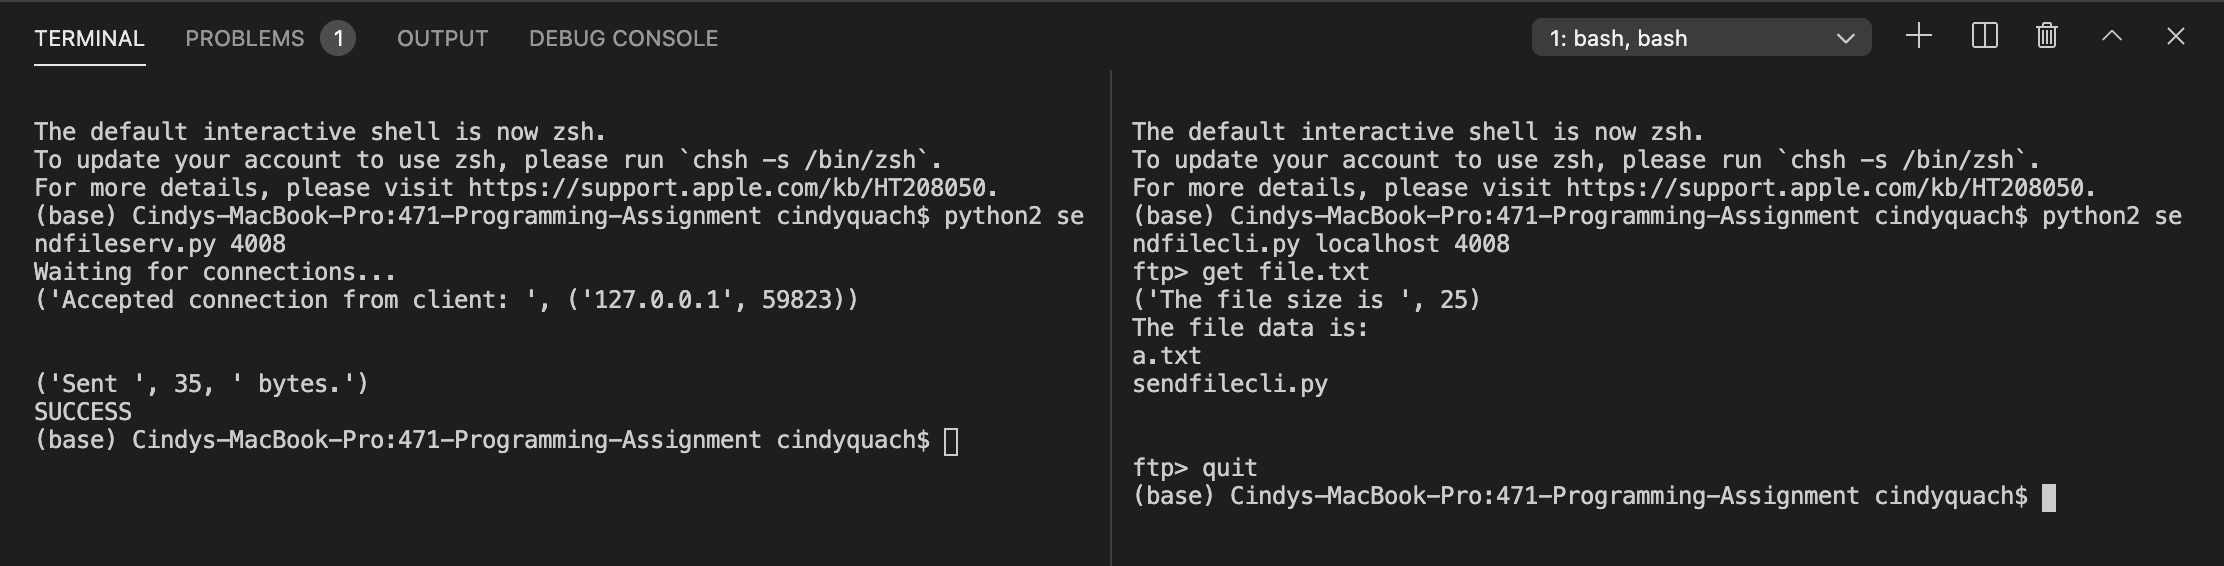 TERMINAL PROBLEMS 1 OUTPUT DEBUG CONSOLE 1: bash, bash
The default interactive shell is now zsh.
To update your account to use zsh, please run `chsh -s /bin/zsh`.
For more details, please visit https://support.apple.com/kb/HT208050.
(base) Cindys-MacBook-Pro:471-Programming-Assignment cindyquach$ python2 se
ndfileserv.py 4008
Waiting for connections...
('Accepted connection from client: ', ('127.0.0.1', 59823))
('Sent ', 35, ' bytes.')
SUCCESS
(base) Cindys-MacBook-Pro:471-Programming-Assignment cindyquach$
The default interactive shell is now zsh.
To update your account to use zsh, please run `chsh -s /bin/zsh`.
For more details, please visit https://support.apple.com/kb/HT208050.
(base) Cindys-MacBook-Pro:471-Programming-Assignment cindyquach$ python2 se
ndfilecli.py localhost 4008
ftp> get file.txt
('The file size is ', 25)
The file data is:
a.txt
sendfilecli.py
ftp> quit
(base) Cindys-MacBook-Pro:471-Programming-Assignment cindyquach$